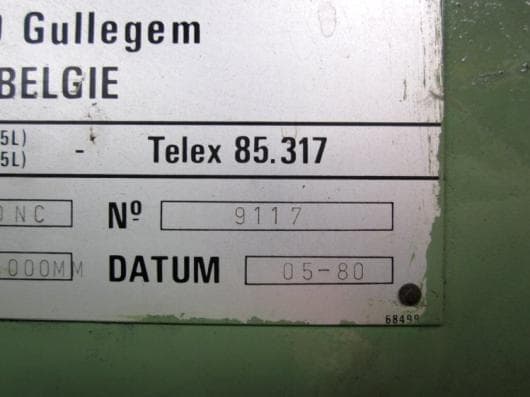 Gullegem
BELGIE
5L)
5L) - Telex 85.317
NC Nº 9117
000MM DATUM 05-80
68499